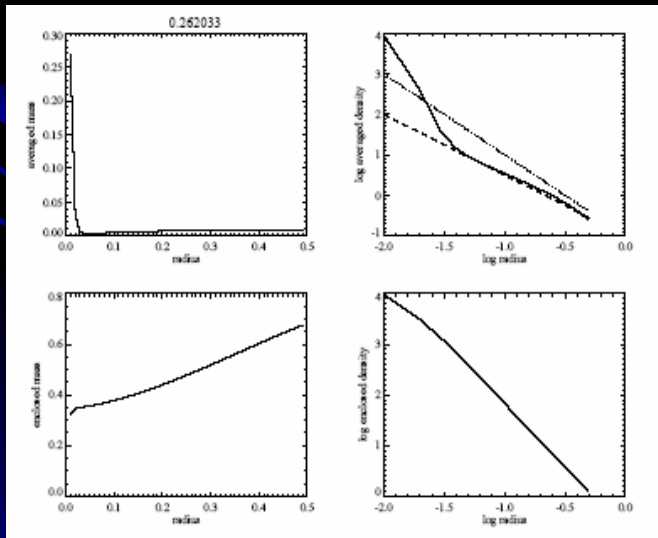 0.262033
0.30
0.25
0.20
0.15
0.10
0.05
0.00
averaged mass
0.0 0.1 0.2 0.3 0.4 0.5
radius
4
3
2
1
0
-1
log averaged density
-2.0 -1.5 -1.0 -0.5 0.0
log radius
0.8
0.6
0.4
0.2
0.0
enclosed mass
0.0 0.1 0.2 0.3 0.4 0.5
radius
4
3
2
1
0
log enclosed density
-2.0 -1.5 -1.0 -0.5 0.0
log radius